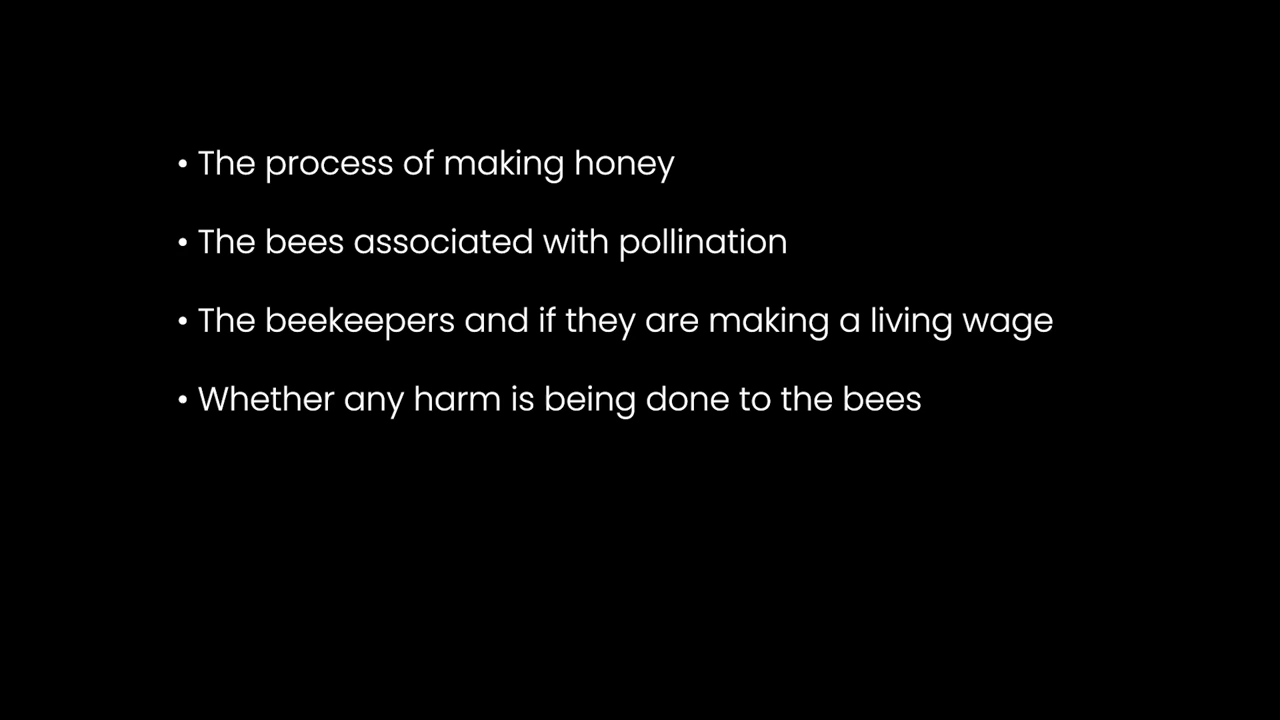 • The process of making honey
• The bees associated with pollination
• The beekeepers and if they are making a living wage
• Whether any harm is being done to the bees